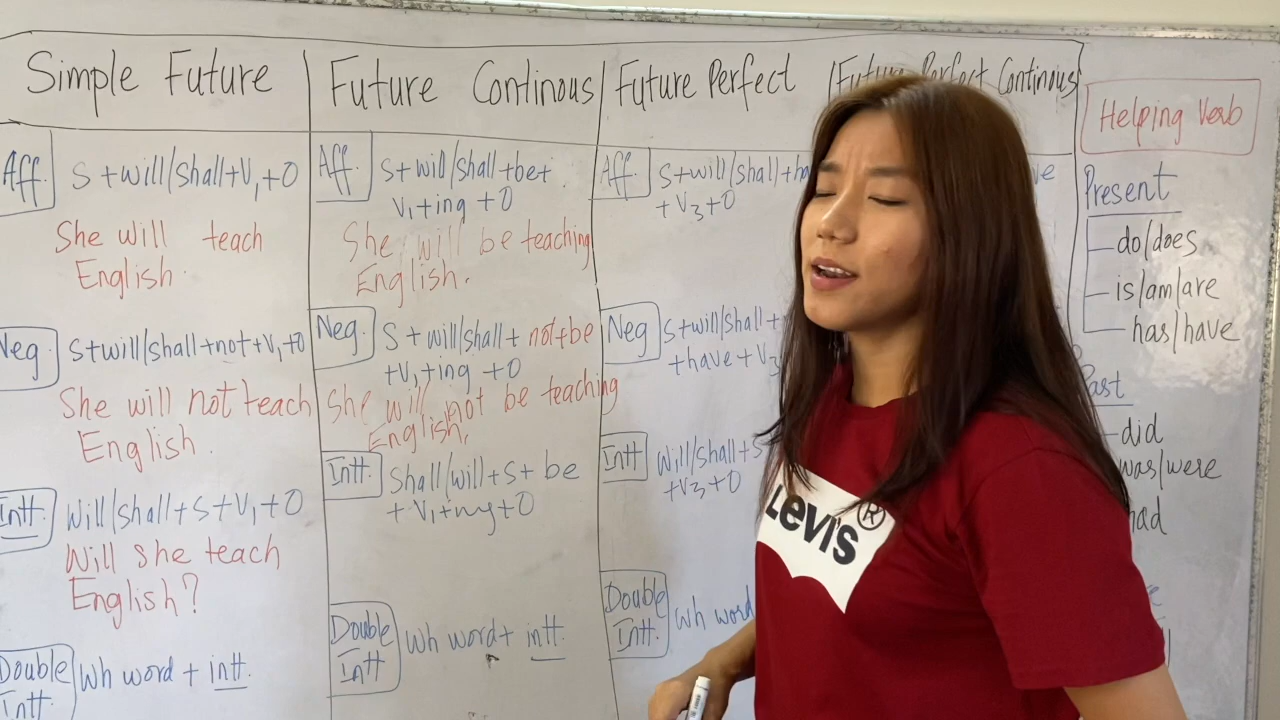 Simple Future
Aff.
S+will/shall+V1+O
She will teach
English.
Neg
S+will/shall+not+V1+O
She will not teach
English.
Intt.
Will/shall+S+V1+O
Will she teach
English?
Double
Intt.
Wh word + intt.
Future Continous
Aff.
S+will/shall+be+
V1+ing+O
She will be teaching
English.
Neg.
S+will/shall+not+be
+V1+ing+O
She will not be teaching
English.
Intt.
Shall/will+S+be
+V1+ing+O
Double
Intt
Wh word+ intt.
Future Perfect
Aff.
S+will/shall+ha
+V3+O
Neg
S+will/shall+
+have+V3
Intt
Will/shall+S
+V3+O
Double
Intt.
Wh word
Future Perfect Continous
ve
Helping Verb
Present
do/does
is/am/are
has/have
Past
did
was/were
had
Levi's®